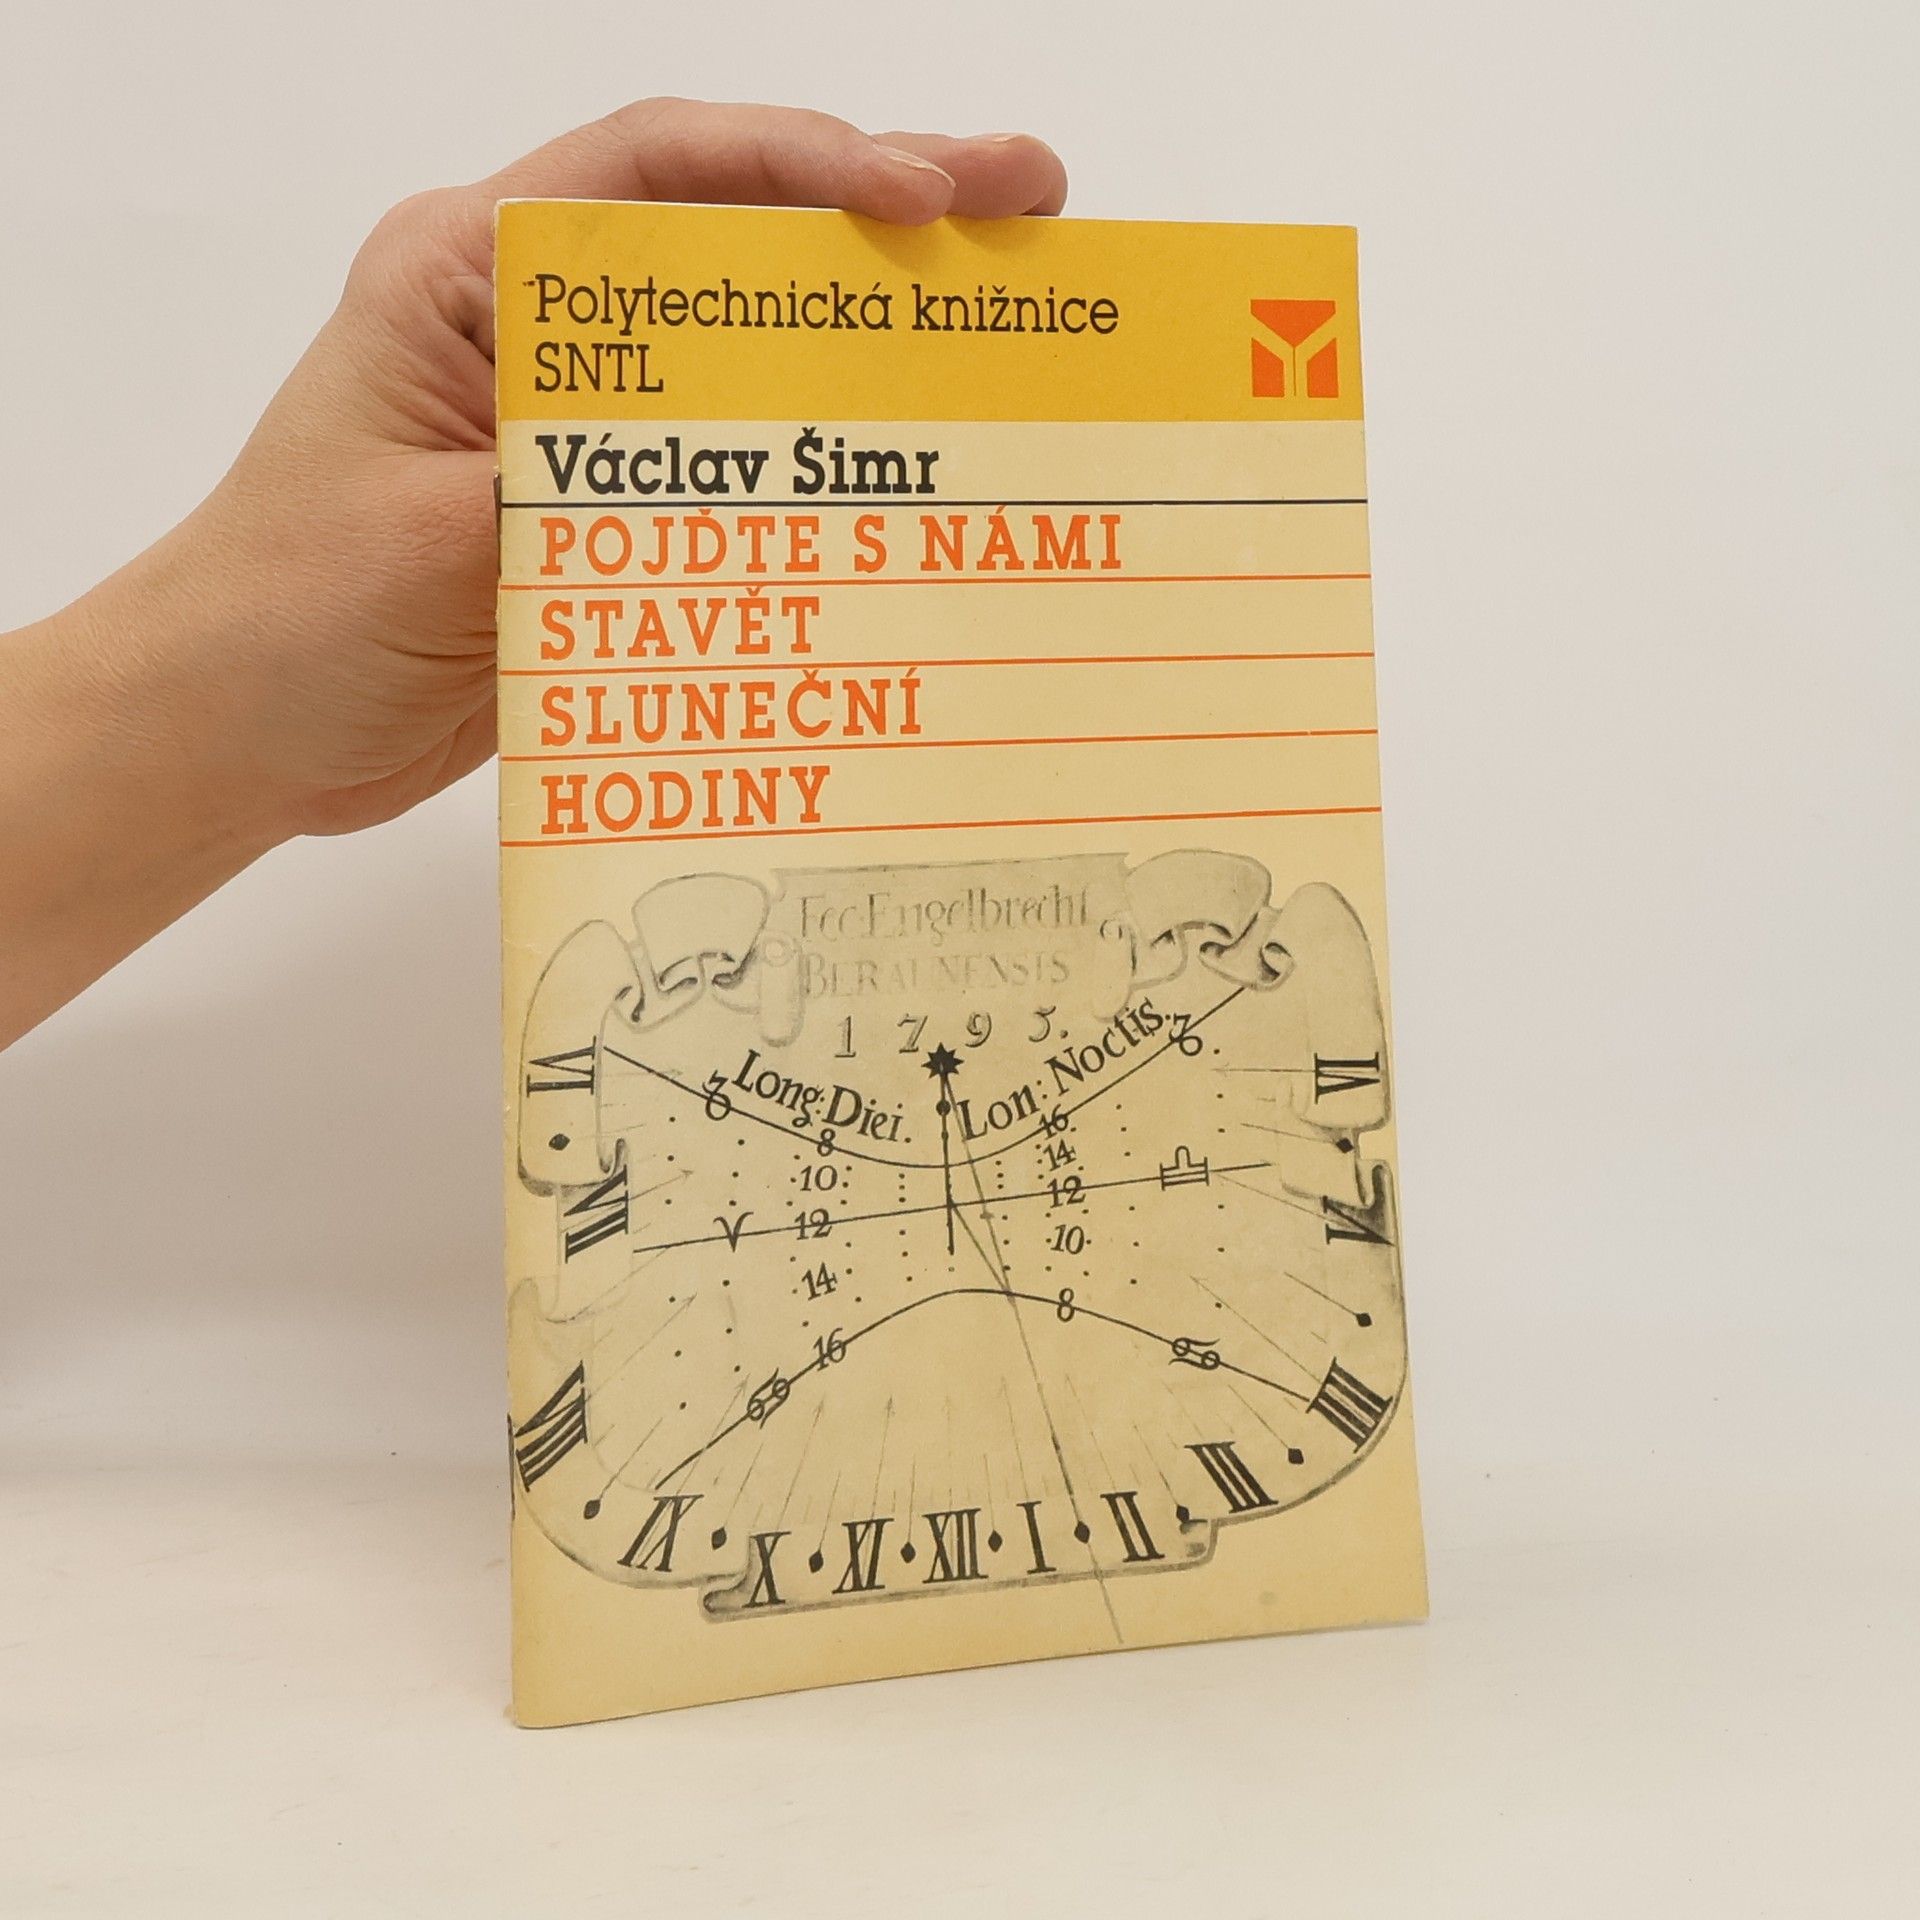 Polytechnická knižnice
SNTL
Václav Šimr
POJĎTE S NÁMI
STAVĚT
SLUNEČNÍ
HODINY
Fec: Engelbrecht
BERAUNENSIS
1795.
Long: Diei. Lon: Noctis.
8 16
10 14
12 12
14 10
16 8
VI VI
VII V
VIII IIII
IX X XI XII I II III